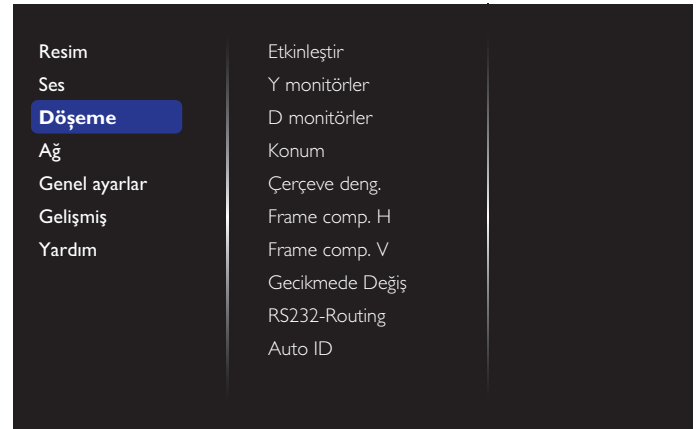 Resim
Ses
Döşeme
Ağ
Genel ayarlar
Gelişmiş
Yardım
Etkinleştir
Y monitörler
D monitörler
Konum
Çerçeve deng.
Frame comp. H
Frame comp. V
Gecikmede Değiş
RS232-Routing
Auto ID